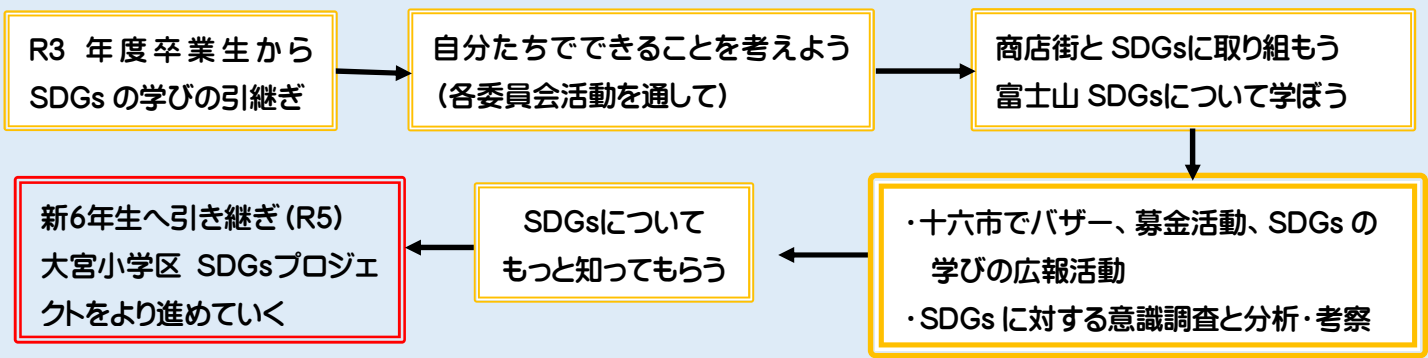 R3 年度卒業生から
SDGs の学びの引継ぎ
自分たちでできることを考えよう
(各委員会活動を通して)
商店街と SDGsに取り組もう
富士山 SDGsについて学ぼう
・十六市でバザー、募金活動、SDGs の
学びの広報活動
・SDGs に対する意識調査と分析・考察
SDGsについて
もっと知ってもらう
新6年生へ引き継ぎ(R5)
大宮小学区 SDGsプロジェ
クトをより進めていく